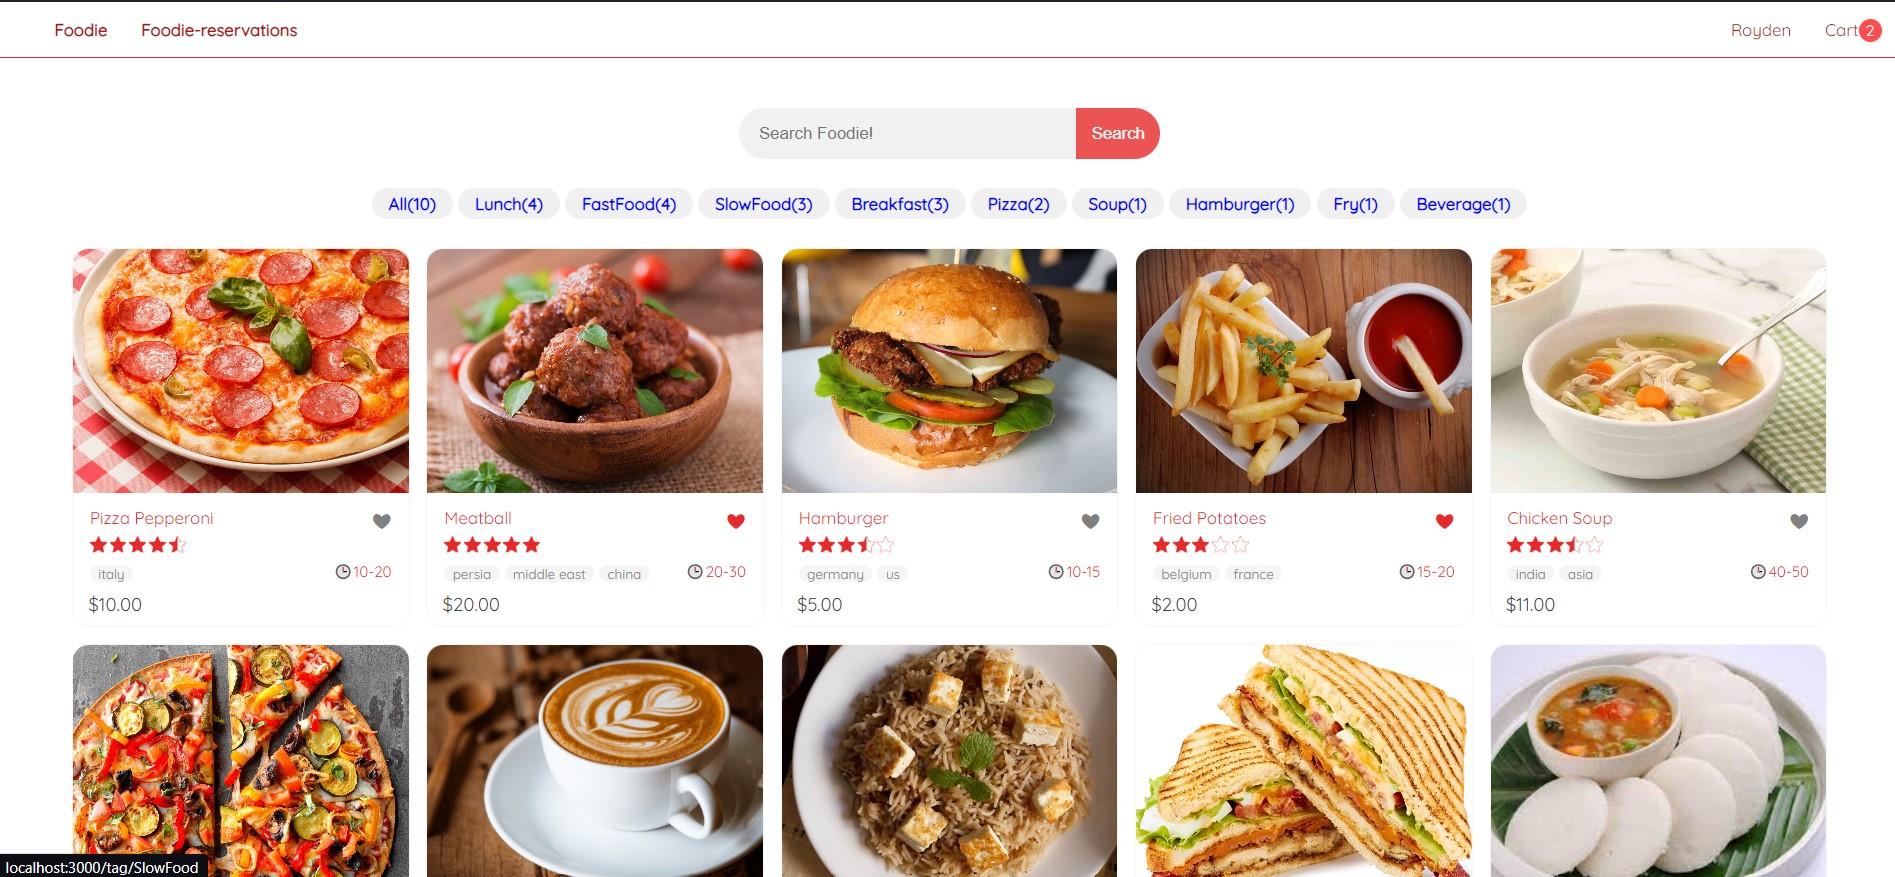 Foodie Foodie-reservations Royden Cart 2
Search Foodie! Search
All(10) Lunch(4) FastFood(4) SlowFood(3) Breakfast(3) Pizza(2) Soup(1) Hamburger(1) Fry(1) Beverage(1)
Pizza Pepperoni
italy 10-20
$10.00
Meatball
persia middle east china 20-30
$20.00
Hamburger
germany us 10-15
$5.00
Fried Potatoes
belgium france 15-20
$2.00
Chicken Soup
india asia 40-50
$11.00
localhost:3000/tag/SlowFood